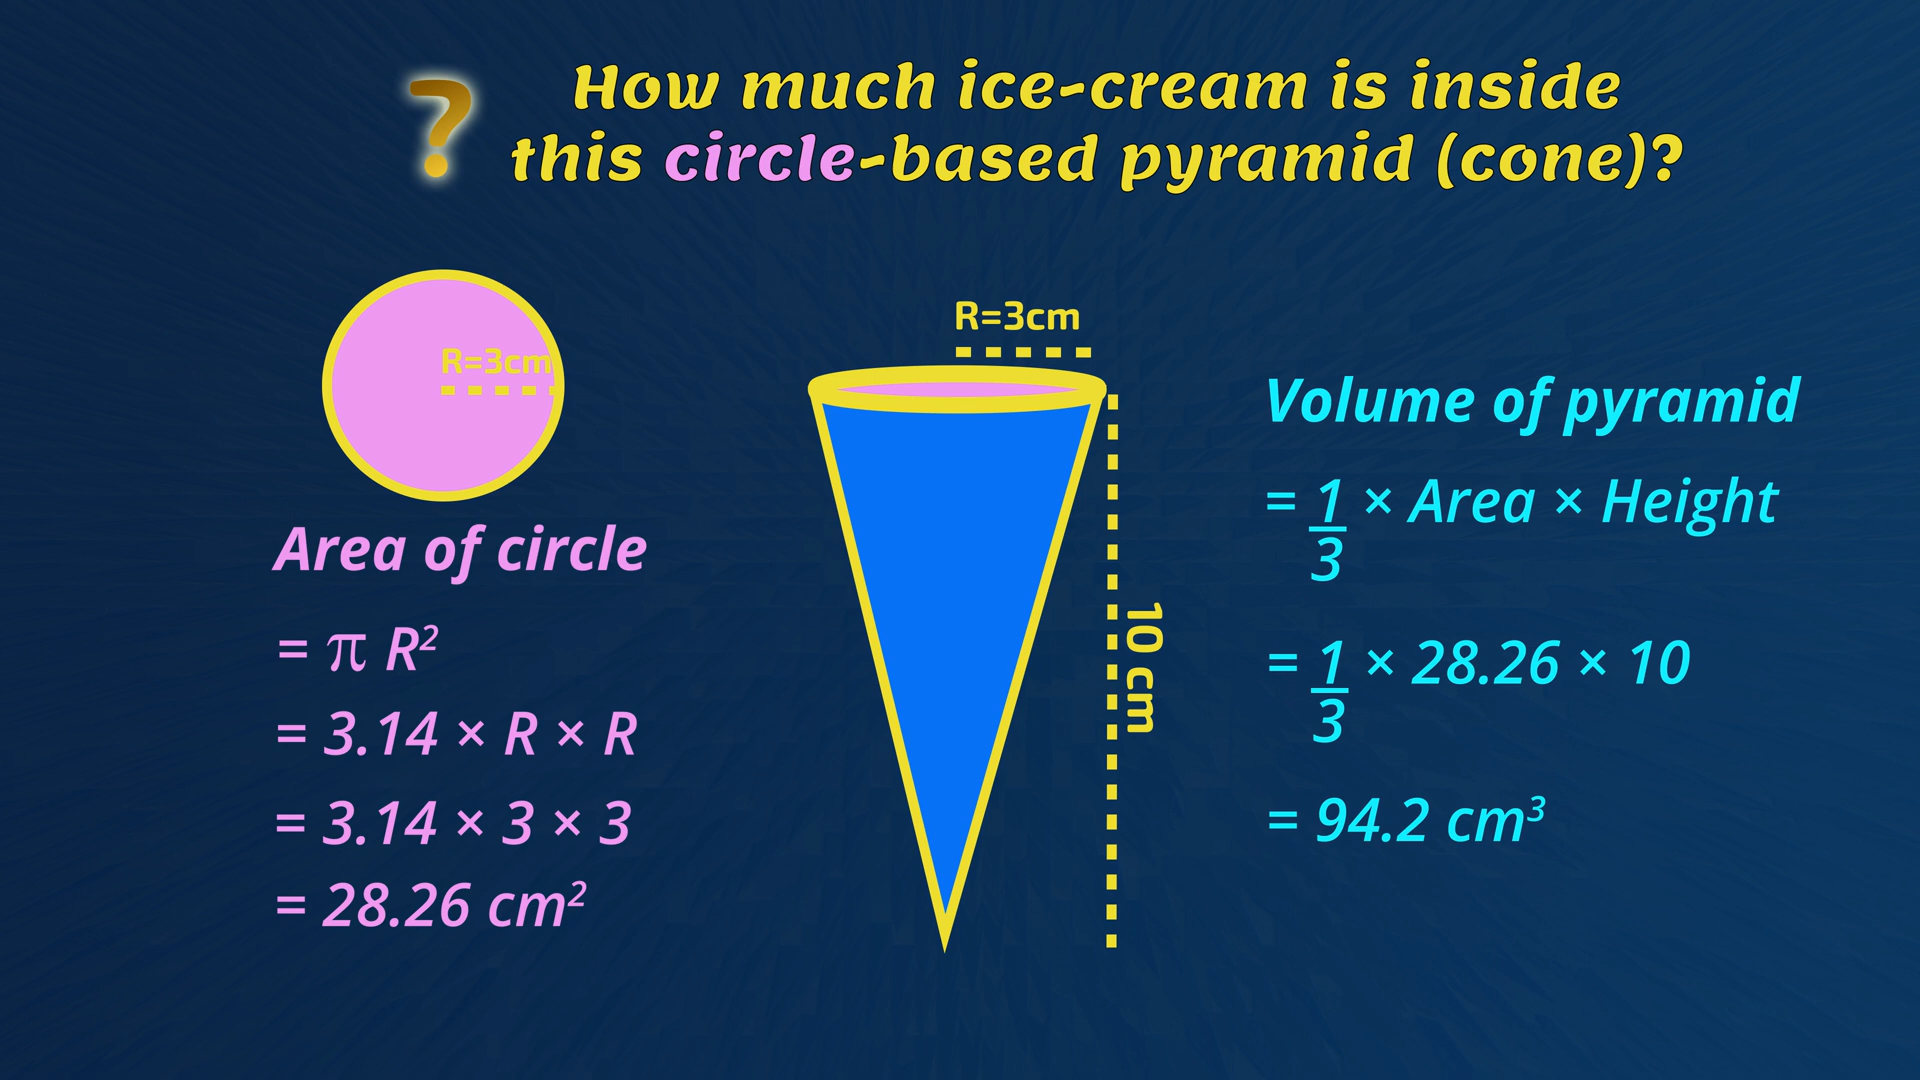 ?
How much ice-cream is inside
this circle-based pyramid (cone)?
R=3cm
Area of circle
= π R²
= 3.14 × R × R
= 3.14 × 3 × 3
= 28.26 cm²
R=3cm
10 cm
Volume of pyramid
= 1/3 × Area × Height
= 1/3 × 28.26 × 10
= 94.2 cm³